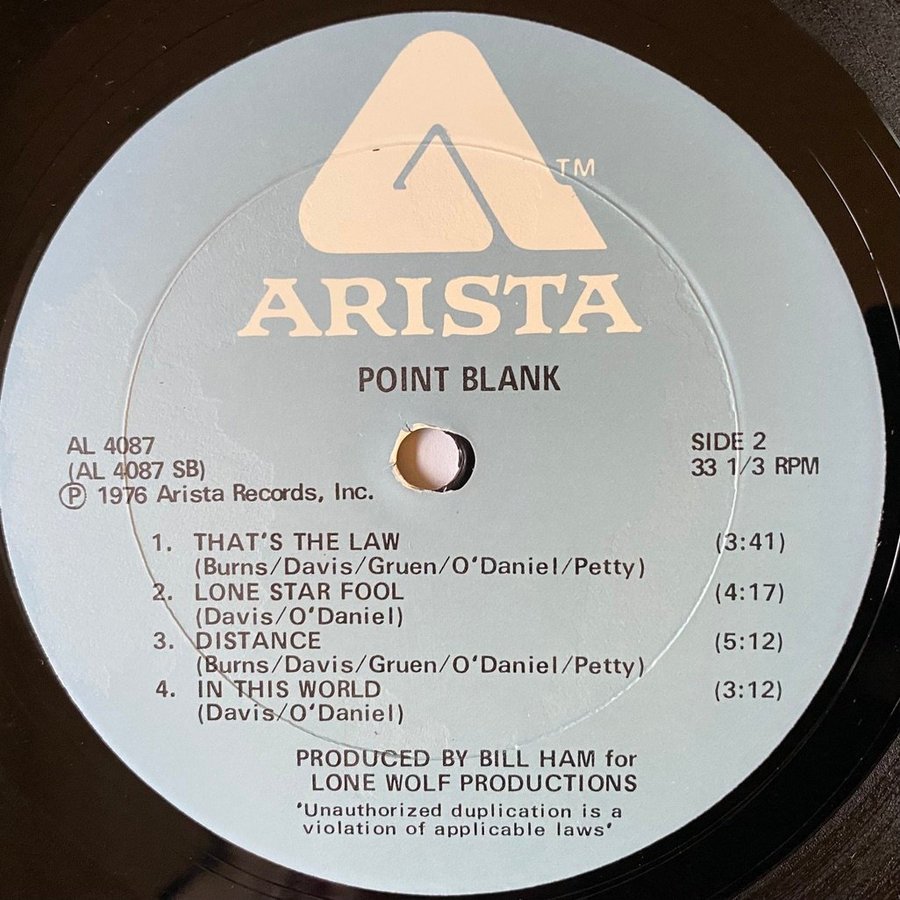 TM
ARISTA
POINT BLANK
AL 4087
(AL 4087 SB)
Ⓟ 1976 Arista Records, Inc.
SIDE 2
33 1/3 RPM
1. THAT'S THE LAW (3:41)
(Burns/Davis/Gruen/O'Daniel/Petty)
2. LONE STAR FOOL (4:17)
(Davis/O'Daniel)
3. DISTANCE (5:12)
(Burns/Davis/Gruen/O'Daniel/Petty)
4. IN THIS WORLD (3:12)
(Davis/O'Daniel)
PRODUCED BY BILL HAM for
LONE WOLF PRODUCTIONS
'Unauthorized duplication is a
violation of applicable laws'